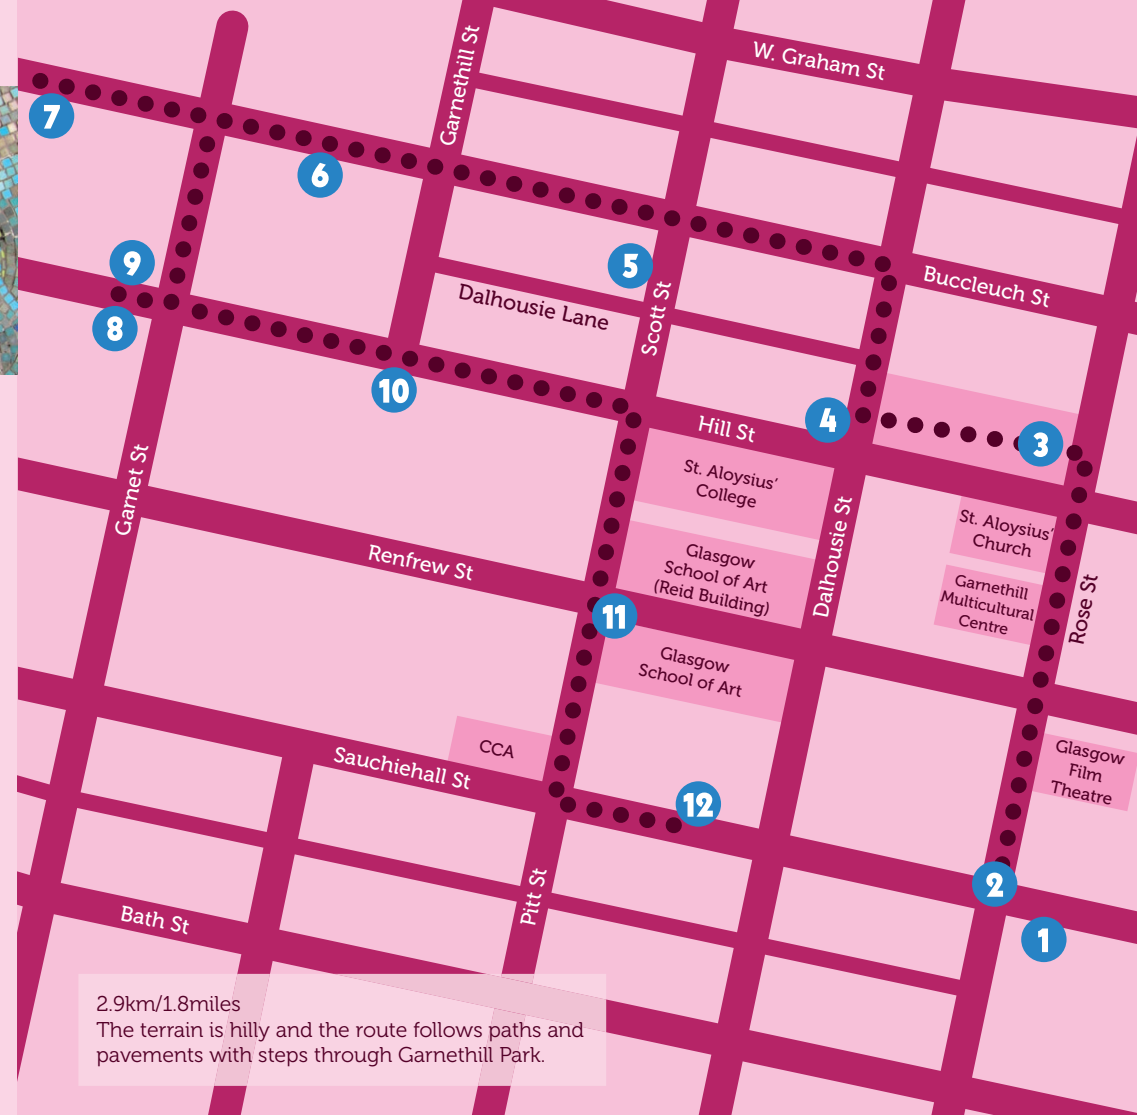 W. Graham St
Garnethill St
7
6
5
Buccleuch St
9
Dalhousie Lane
Scott St
8
10
4
Hill St
3
St. Aloysius’
College
Garnet St
Dalhousie St
St. Aloysius’
Church
Renfrew St
Glasgow
School of Art
(Reid Building)
Garnethill
Multicultural
Centre
Rose St
11
Glasgow
School of Art
CCA
Sauchiehall St
Glasgow
Film
Theatre
12
Pitt St
2
Bath St
1
2.9km/1.8miles
The terrain is hilly and the route follows paths and
pavements with steps through Garnethill Park.